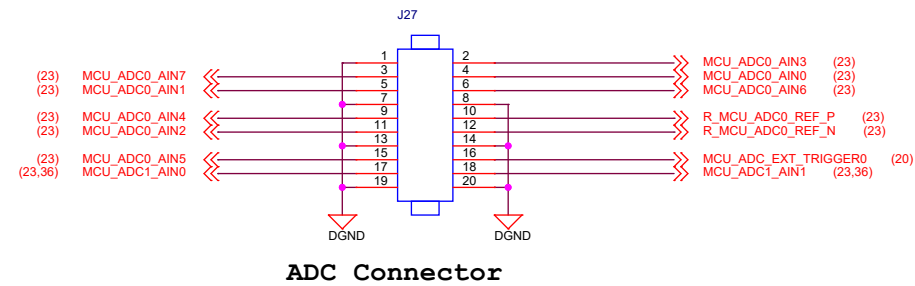 J27
1 2 MCU_ADC0_AIN3 (23)
(23) MCU_ADC0_AIN7 3 4 MCU_ADC0_AIN0 (23)
(23) MCU_ADC0_AIN1 5 6 MCU_ADC0_AIN6 (23)
7 8
(23) MCU_ADC0_AIN4 9 10 R_MCU_ADC0_REF_P (23)
(23) MCU_ADC0_AIN2 11 12 R_MCU_ADC0_REF_N (23)
13 14
(23) MCU_ADC0_AIN5 15 16 MCU_ADC_EXT_TRIGGER0 (20)
(23,36) MCU_ADC1_AIN0 17 18 MCU_ADC1_AIN1 (23,36)
19 20
DGND DGND
ADC Connector